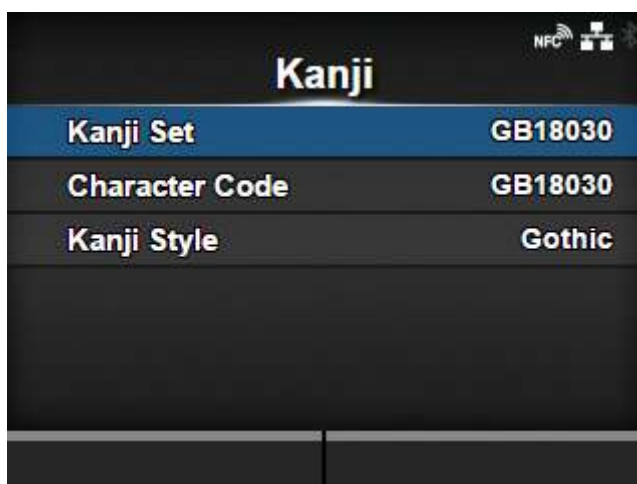 NFC
Kanji
Kanji Set GB18030
Character Code GB18030
Kanji Style Gothic